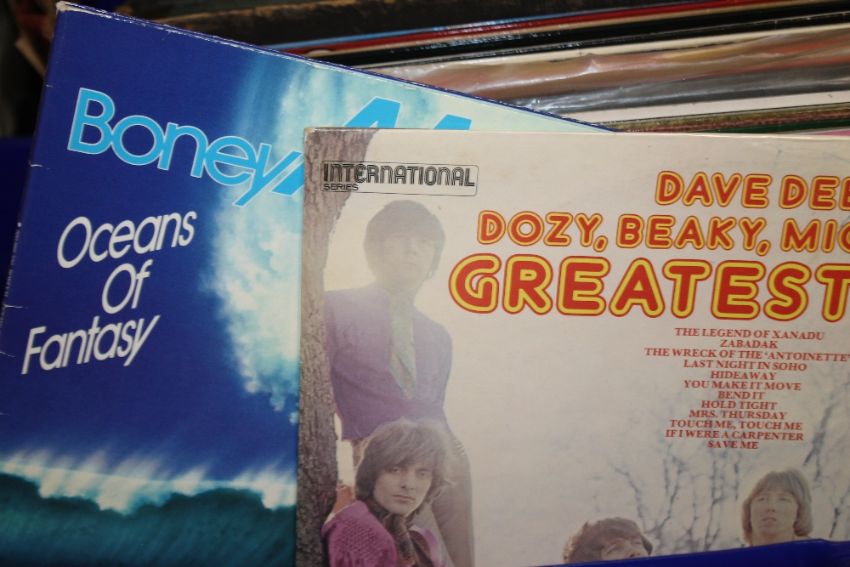 Boney M
Oceans
Of
Fantasy
INTERNATIONAL
SERIES
DAVE DEE
DOZY, BEAKY, MIC
GREATEST
THE LEGEND OF XANADU
ZABADAK
THE WRECK OF THE 'ANTOINETTE'
LAST NIGHT IN SOHO
HIDEAWAY
YOU MAKE IT MOVE
BEND IT
HOLD TIGHT
MRS. THURSDAY
TOUCH ME, TOUCH ME
IF I WERE A CARPENTER
SAVE ME